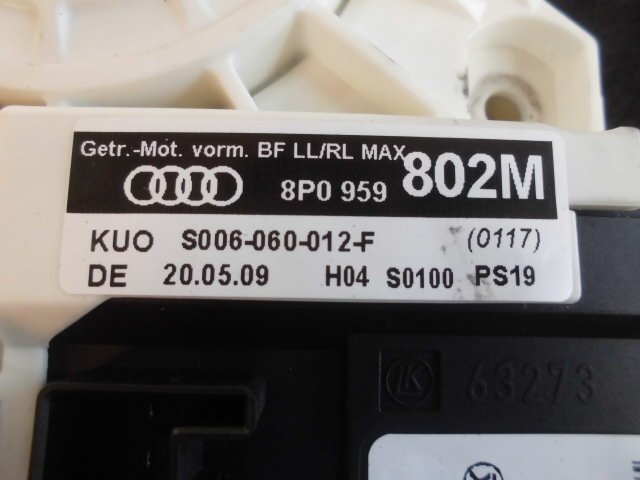 Getr.-Mot. vorm. BF LL/RL MAX
8P0 959 802M
KUO S006-060-012-F (0117)
DE 20.05.09 H04 S0100 PS19
LK 63273